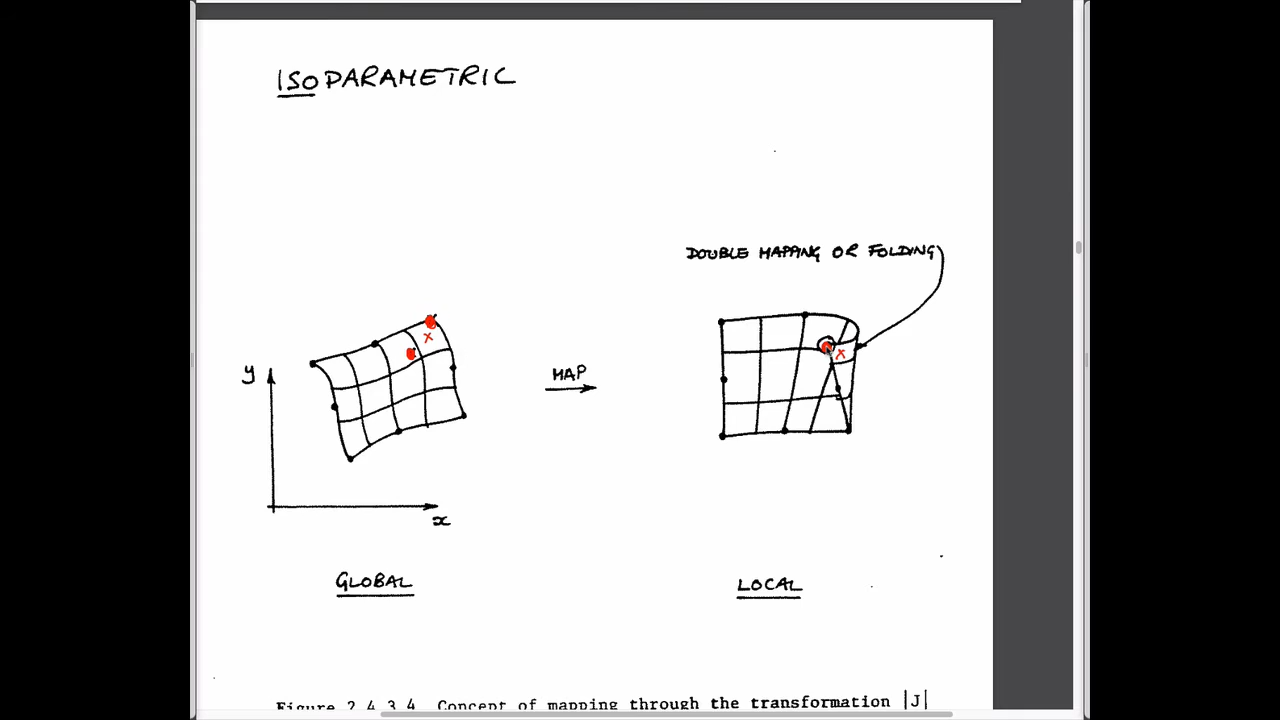 ISOPARAMETRIC
DOUBLE MAPPING OR FOLDING
x
x
y
MAP
x
GLOBAL
LOCAL
Figure 2.4.3.4 Concept of mapping through the transformation |J|